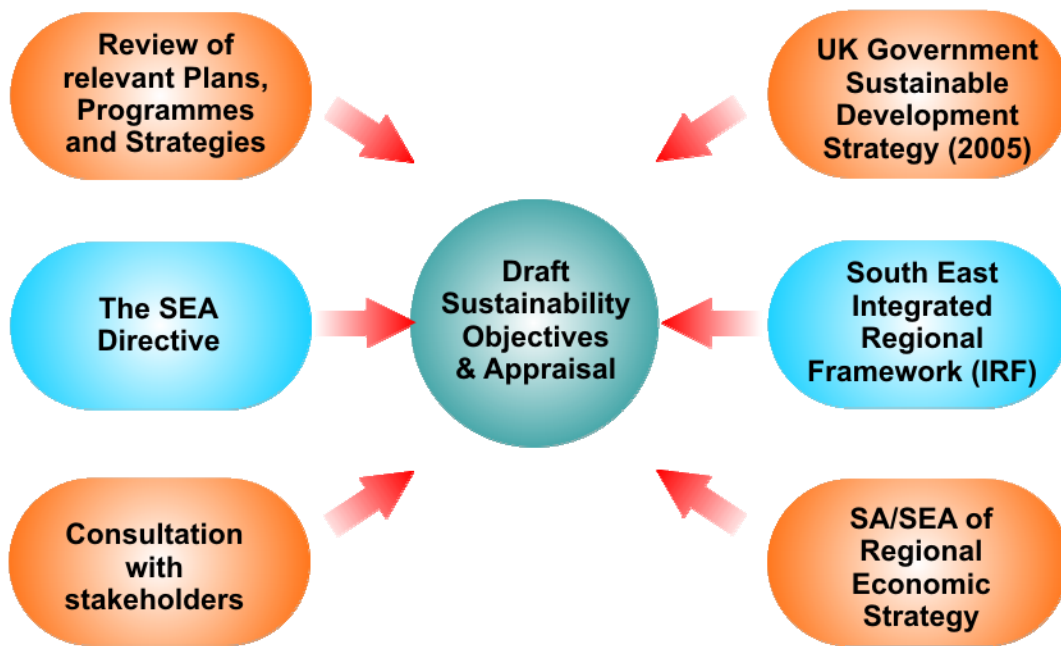 Review of
relevant Plans,
Programmes
and Strategies
UK Government
Sustainable
Development
Strategy (2005)
The SEA
Directive
Draft
Sustainability
Objectives
& Appraisal
South East
Integrated
Regional
Framework (IRF)
Consultation
with
stakeholders
SA/SEA of
Regional
Economic
Strategy